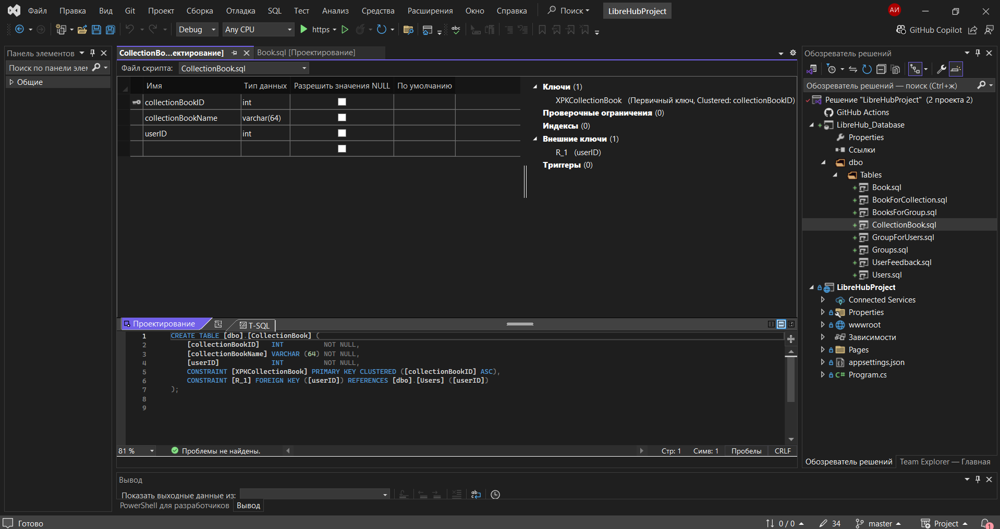 Файл Правка Вид Git Проект Сборка Отладка SQL Тест Анализ Средства Расширения Окно Справка Поиск LibreHubProject АИ
Debug Any CPU https GitHub Copilot
Панель элементов
Поиск по панели элем
Общие
CollectionBo...ектирование] Book.sql [Проектирование]
Файл скрипта: CollectionBook.sql
Имя Тип данных Разрешить значения NULL По умолчанию
collectionBookID int
collectionBookName varchar(64)
userID int
Ключи (1)
XPKCollectionBook (Первичный ключ, Clustered: collectionBookID)
Проверочные ограничения (0)
Индексы (0)
Внешние ключи (1)
R_1 (userID)
Триггеры (0)
Проектирование T-SQL
1 CREATE TABLE [dbo].[CollectionBook] (
2 [collectionBookID] INT NOT NULL,
3 [collectionBookName] VARCHAR (64) NOT NULL,
4 [userID] INT NOT NULL,
5 CONSTRAINT [XPKCollectionBook] PRIMARY KEY CLUSTERED ([collectionBookID] ASC),
6 CONSTRAINT [R_1] FOREIGN KEY ([userID]) REFERENCES [dbo].[Users] ([userID])
7 );
8
9
81 % Проблемы не найдены. Стр: 1 Симв: 1 Пробелы CRLF
Вывод
Показать выходные данные из:
PowerShell для разработчиков Вывод
Обозреватель решений
Обозреватель решений — поиск (Ctrl+ж)
Решение "LibreHubProject" (2 проекта 2)
GitHub Actions
LibreHub_Database
Properties
Ссылки
dbo
Tables
Book.sql
BookForCollection.sql
BooksForGroup.sql
CollectionBook.sql
GroupForUsers.sql
Groups.sql
UserFeedback.sql
Users.sql
LibreHubProject
Connected Services
Properties
wwwroot
Зависимости
Pages
appsettings.json
C# Program.cs
Обозреватель решений Team Explorer — Главная
Готово 0 / 0 34 master Project 1